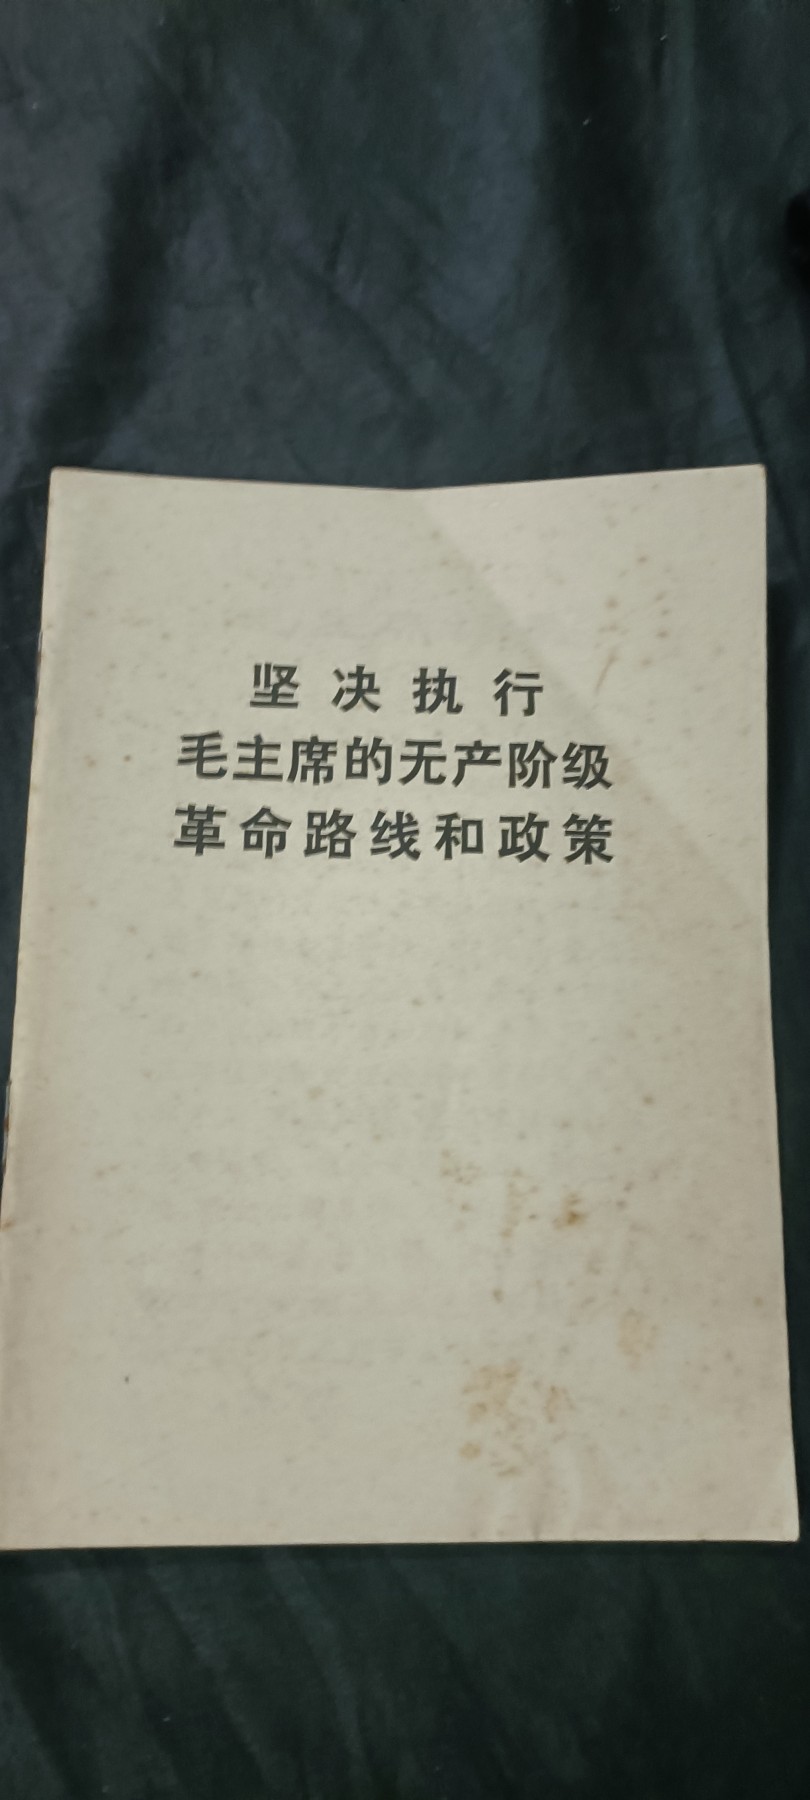 坚决执行
毛主席的无产阶级
革命路线和政策